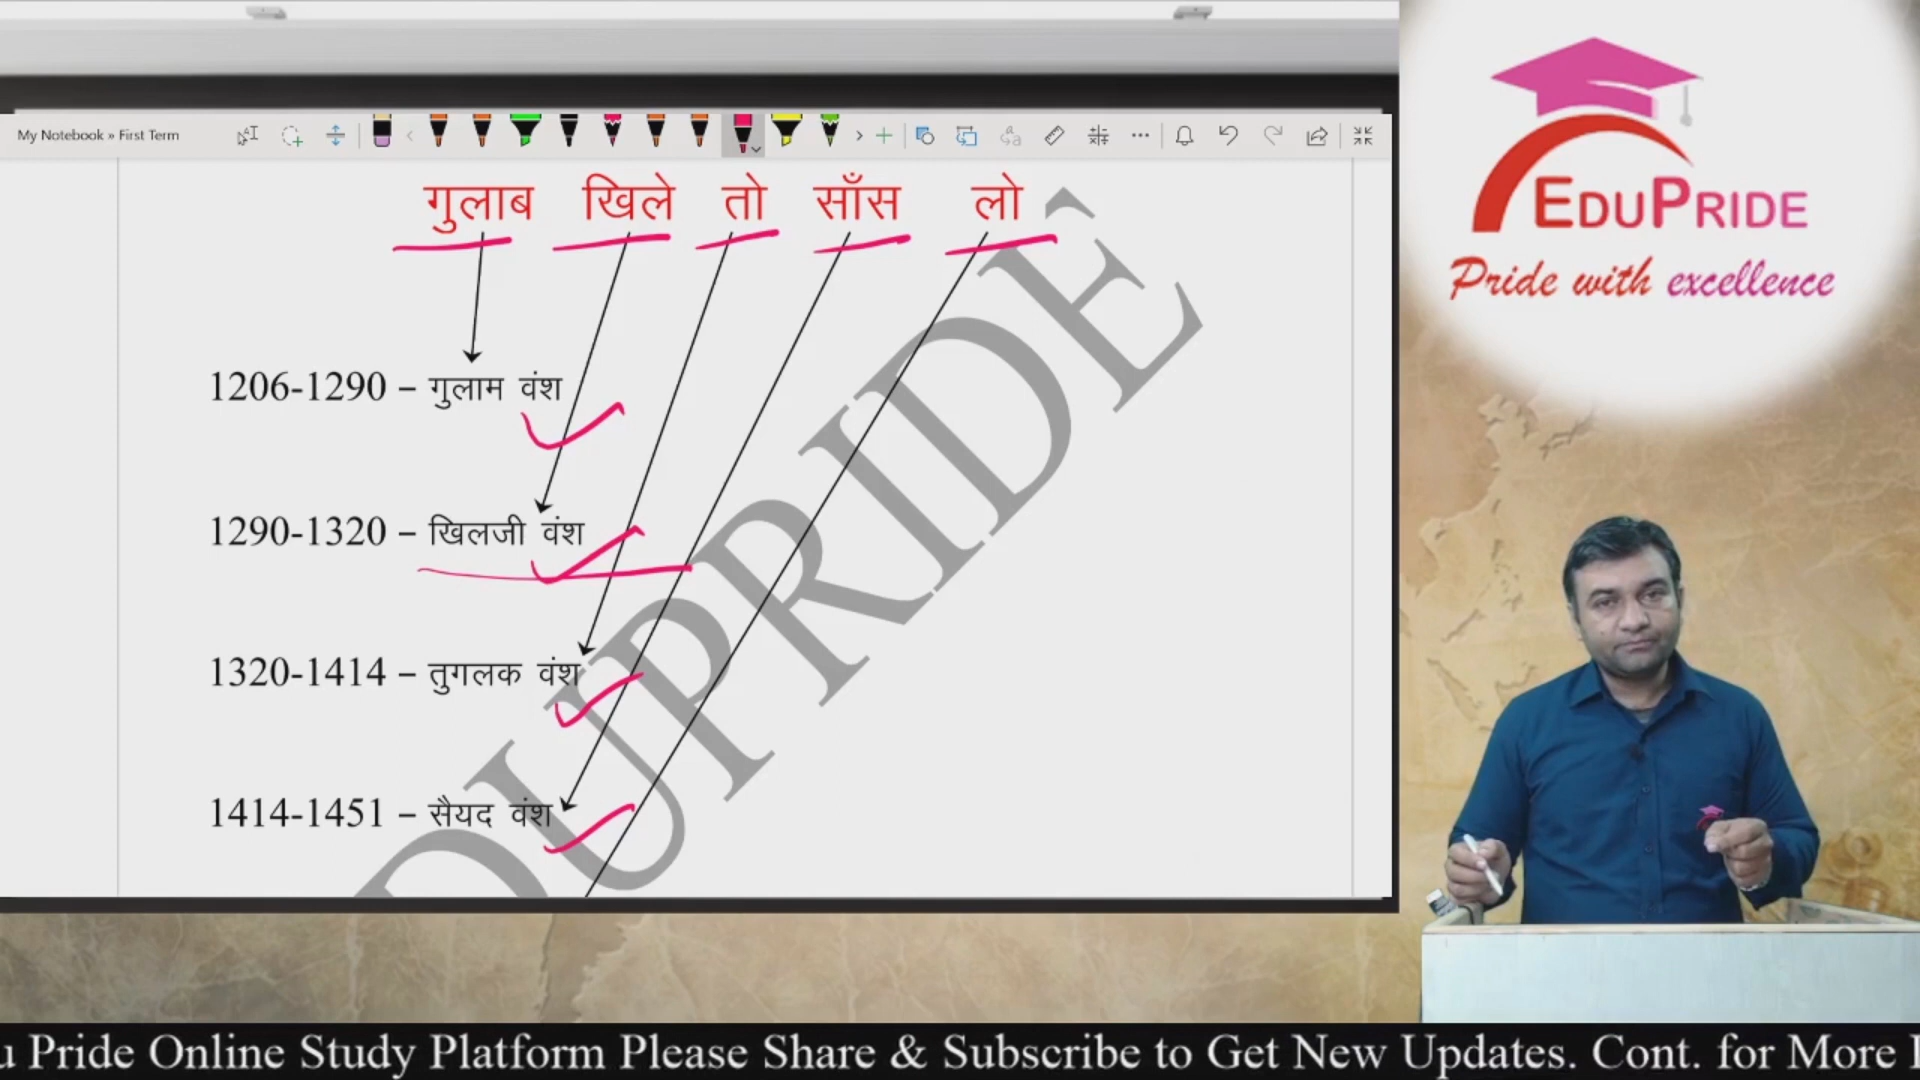 My Notebook » First Term
गुलाब खिले तो साँस लो
1206-1290 – गुलाम वंश
1290-1320 – खिलजी वंश
1320-1414 – तुगलक वंश
1414-1451 – सैयद वंश
DUPRIDE
EDUPRIDE
Pride with excellence
u Pride Online Study Platform Please Share & Subscribe to Get New Updates. Cont. for More